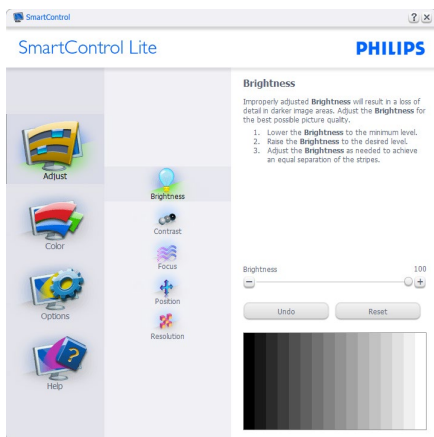 SmartControl
? X
SmartControl Lite
PHILIPS
Adjust
Color
Options
Help
Brightness
Contrast
Focus
Position
Resolution
Brightness
Improperly adjusted Brightness will result in a loss of
detail in darker image areas. Adjust the Brightness for
the best possible picture quality.
1. Lower the Brightness to the minimum level.
2. Raise the Brightness to the desired level.
3. Adjust the Brightness as needed to achieve
an equal separation of the stripes.
Brightness 100
Undo Reset